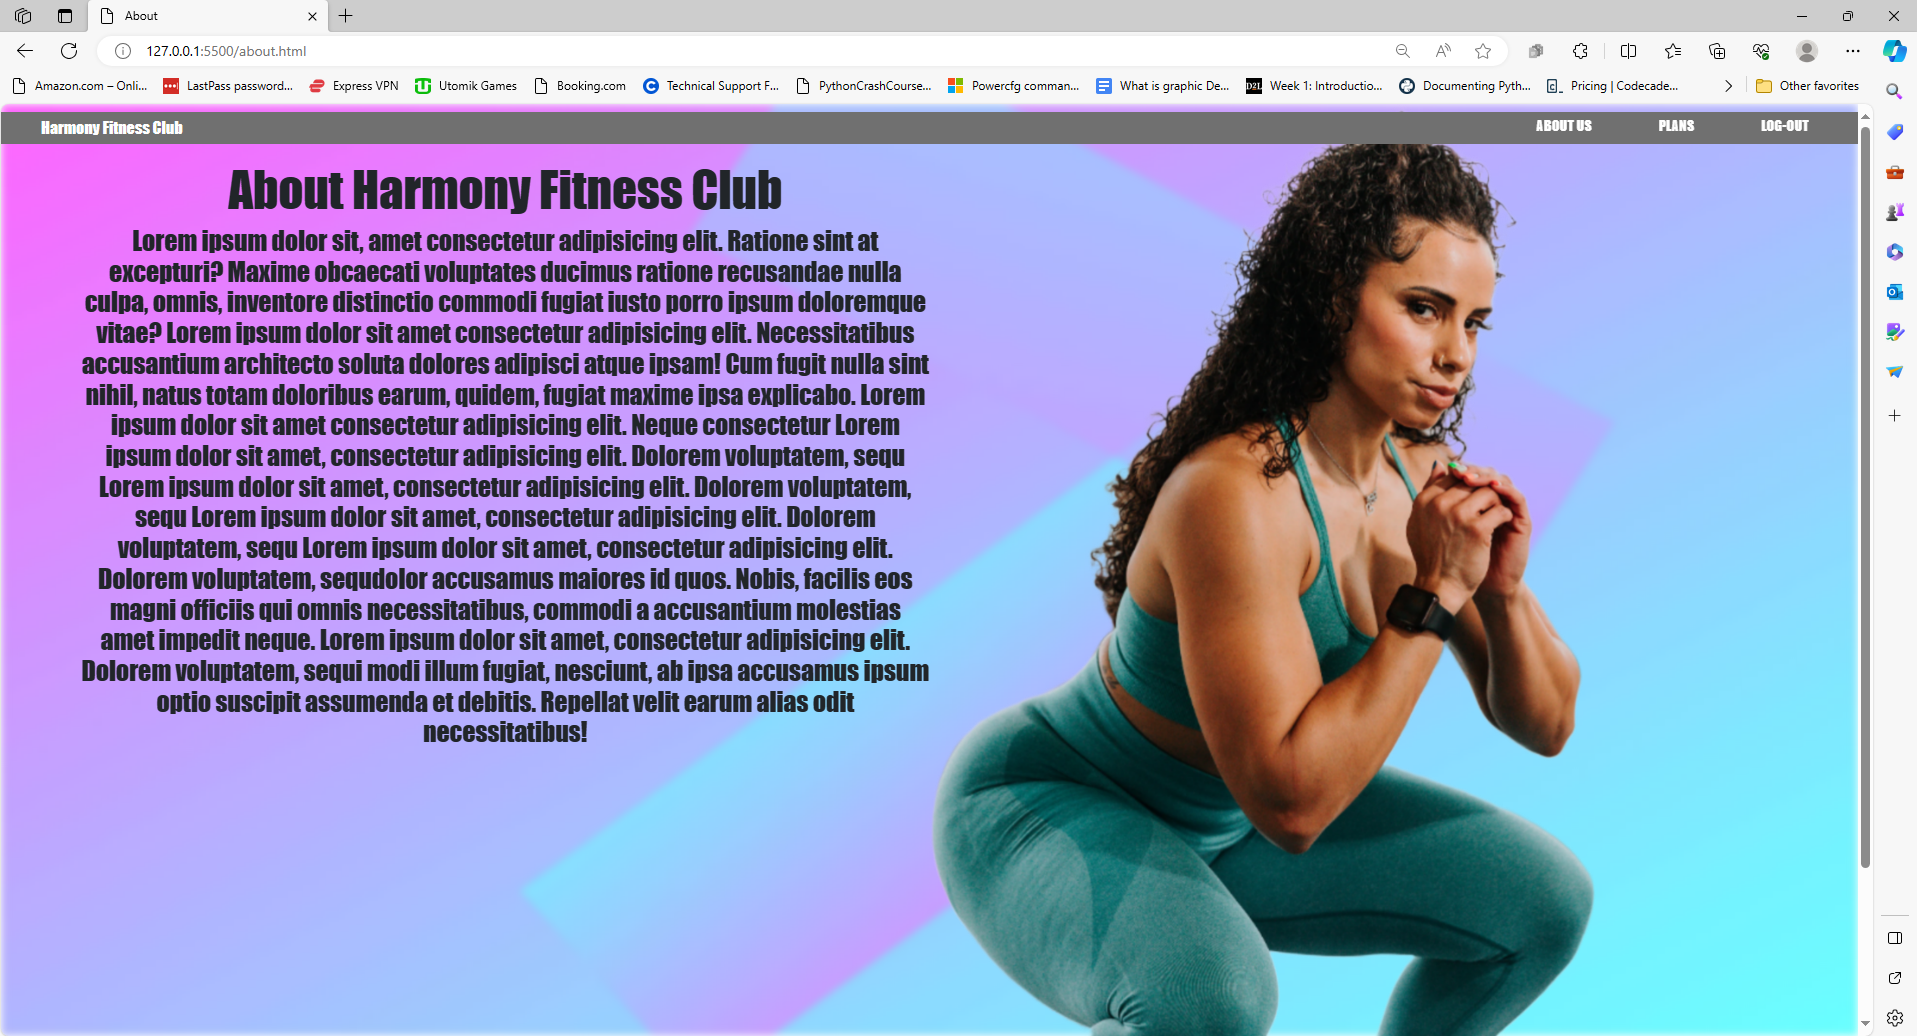 About
127.0.0.1:5500/about.html
Amazon.com – Onli... LastPass password... Express VPN Utomik Games Booking.com Technical Support F... PythonCrashCourse... Powercfg comman... What is graphic De... D2L Week 1: Introductio... Documenting Pyth... Pricing | Codecade... Other favorites
Harmony Fitness Club ABOUT US PLANS LOG-OUT
About Harmony Fitness Club
Lorem ipsum dolor sit, amet consectetur adipisicing elit. Ratione sint at
excepturi? Maxime obcaecati voluptates ducimus ratione recusandae nulla
culpa, omnis, inventore distinctio commodi fugiat iusto porro ipsum doloremque
vitae? Lorem ipsum dolor sit amet consectetur adipisicing elit. Necessitatibus
accusantium architecto soluta dolores adipisci atque ipsam! Cum fugit nulla sint
nihil, natus totam doloribus earum, quidem, fugiat maxime ipsa explicabo. Lorem
ipsum dolor sit amet consectetur adipisicing elit. Neque consectetur Lorem
ipsum dolor sit amet, consectetur adipisicing elit. Dolorem voluptatem, sequ
Lorem ipsum dolor sit amet, consectetur adipisicing elit. Dolorem voluptatem,
sequ Lorem ipsum dolor sit amet, consectetur adipisicing elit. Dolorem
voluptatem, sequ Lorem ipsum dolor sit amet, consectetur adipisicing elit.
Dolorem voluptatem, sequdolor accusamus maiores id quos. Nobis, facilis eos
magni officiis qui omnis necessitatibus, commodi a accusantium molestias
amet impedit neque. Lorem ipsum dolor sit amet, consectetur adipisicing elit.
Dolorem voluptatem, sequi modi illum fugiat, nesciunt, ab ipsa accusamus ipsum
optio suscipit assumenda et debitis. Repellat velit earum alias odit
necessitatibus!